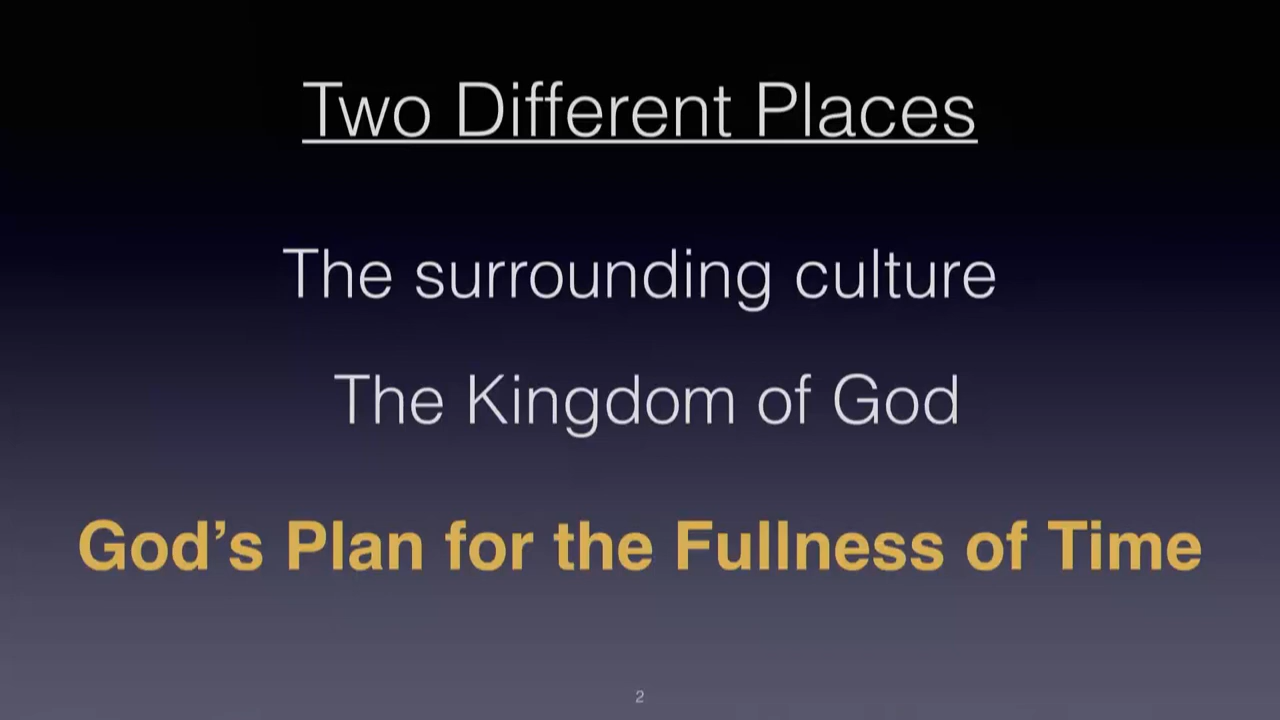 Two Different Places
The surrounding culture
The Kingdom of God
God’s Plan for the Fullness of Time
2